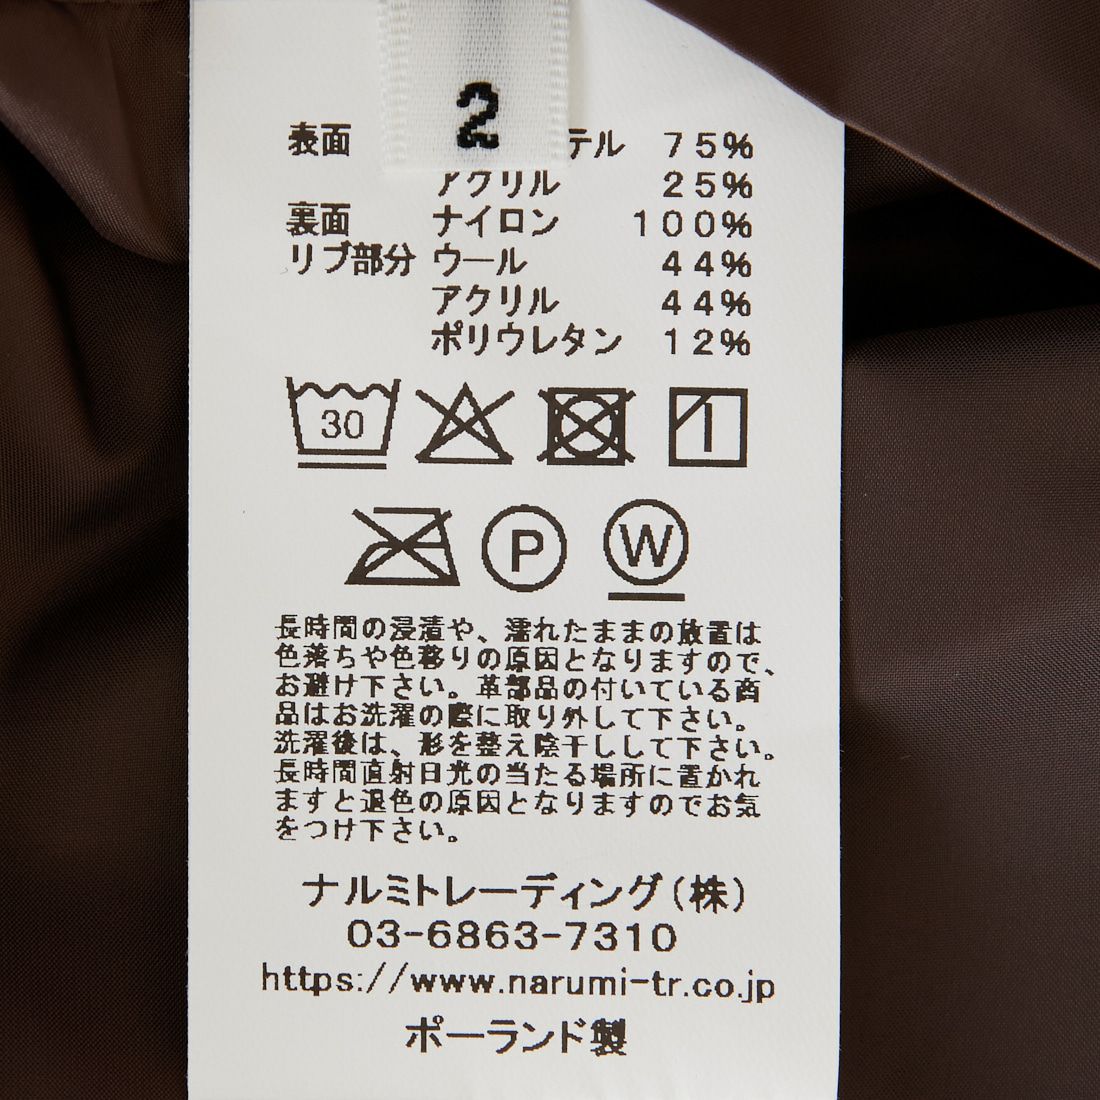 2
表面 テル 75%
アクリル 25%
裏面 ナイロン 100%
リブ部分 ウール 44%
アクリル 44%
ポリウレタン 12%
30
P W
長時間の浸漬や、濡れたままの放置は
色落ちや色移りの原因となりますので、
お避け下さい。革部品の付いている商
品はお洗濯の際に取り外して下さい。
洗濯後は、形を整え陰干しして下さい。
長時間直射日光の当たる場所に置かれ
ますと退色の原因となりますのでお気
をつけ下さい。
ナルミトレーディング(株)
03-6863-7310
https://www.narumi-tr.co.jp
ポーランド製